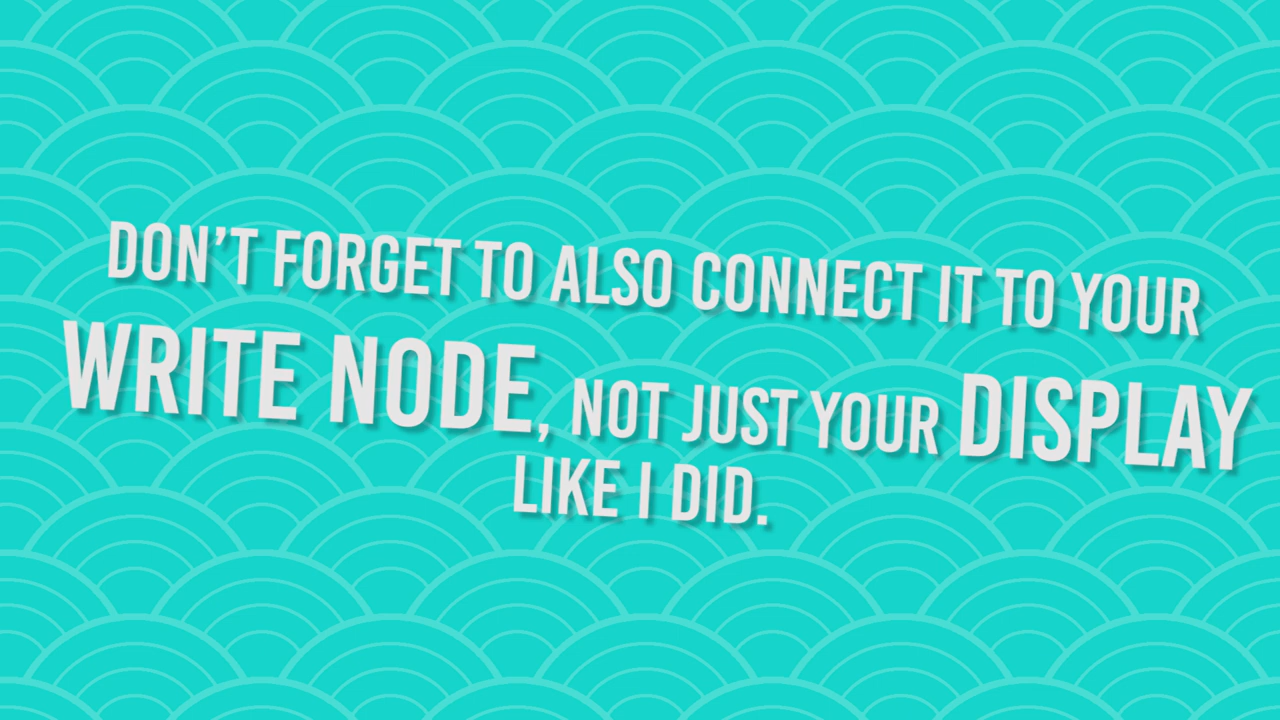 DON'T FORGET TO ALSO CONNECT IT TO YOUR
WRITE NODE, NOT JUST YOUR DISPLAY
LIKE I DID.